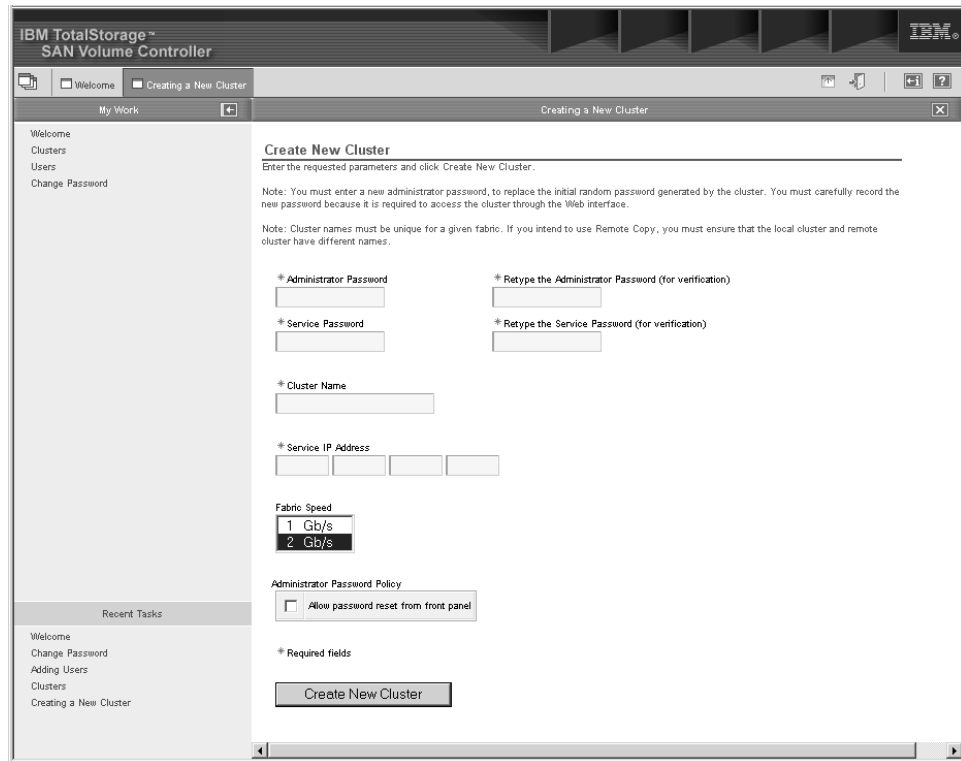 IBM TotalStorage™
SAN Volume Controller
IBM®
Welcome
Creating a New Cluster
?
My Work
Creating a New Cluster
Welcome
Clusters
Users
Change Password
Create New Cluster
Enter the requested parameters and click Create New Cluster.
Note: You must enter a new administrator password, to replace the initial random password generated by the cluster. You must carefully record the
new password because it is required to access the cluster through the Web interface.
Note: Cluster names must be unique for a given fabric. If you intend to use Remote Copy, you must ensure that the local cluster and remote
cluster have different names.
* Administrator Password
* Retype the Administrator Password (for verification)
* Service Password
* Retype the Service Password (for verification)
* Cluster Name
* Service IP Address
Fabric Speed
1 Gb/s
2 Gb/s
Administrator Password Policy
Allow password reset from front panel
* Required fields
Create New Cluster
Recent Tasks
Welcome
Change Password
Adding Users
Clusters
Creating a New Cluster